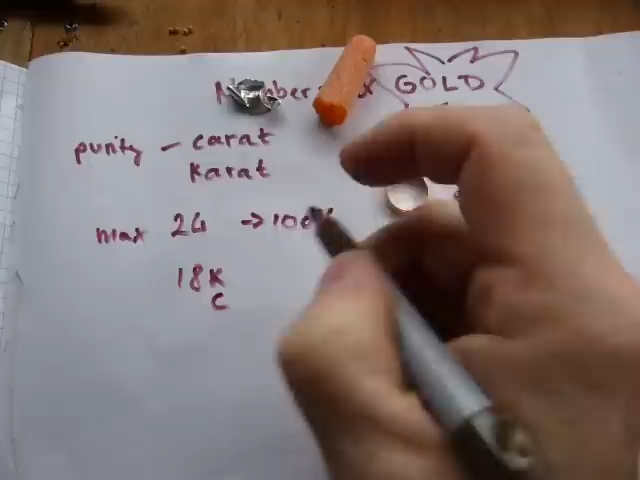 GOLD
purity - carat
Karat
max 24 → 100%
18K
C